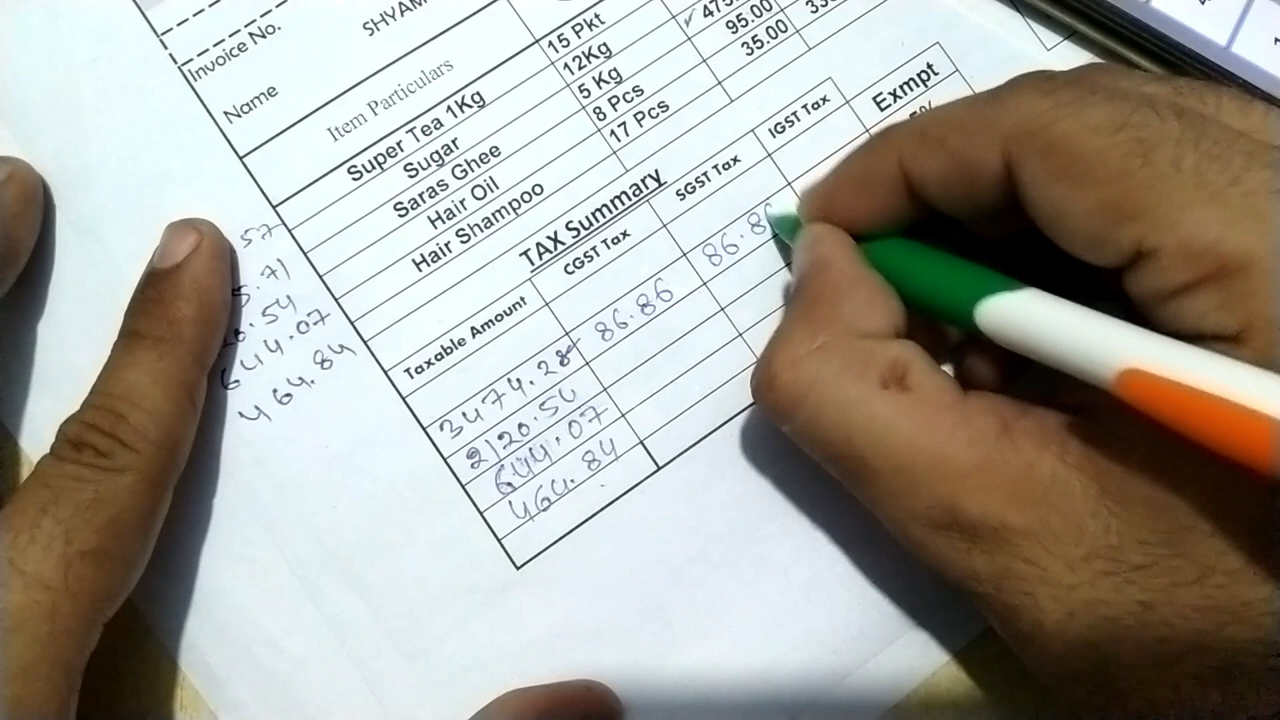 Invoice No.
Name SHYAM
Item Particulars
Super Tea 1Kg 15 Pkt
Sugar 12Kg 95.00
Saras Ghee 5 Kg 35.00
Hair Oil 8 Pcs
Hair Shampoo 17 Pcs
TAX Summary
Taxable Amount CGST Tax SGST Tax IGST Tax Exmpt
3474.28 86.86 86.8
2120.54
644.07
464.84
57
5.71
.54
644.07
464.84